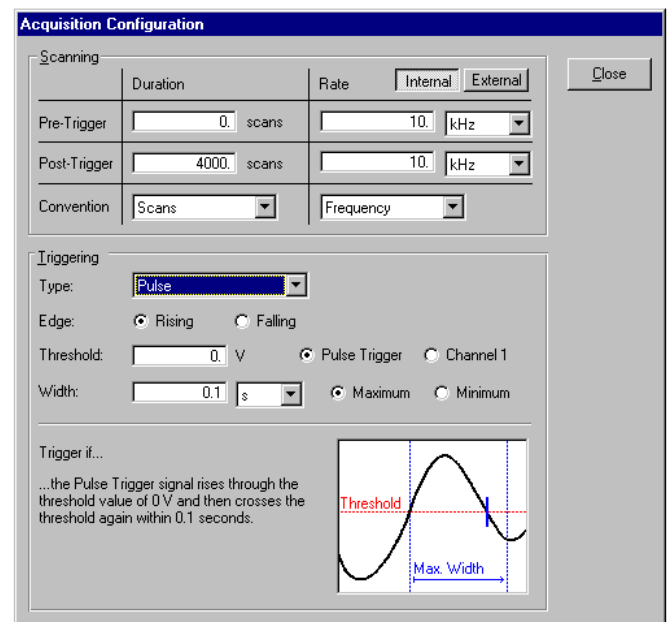 Acquisition Configuration
Scanning
Close
Duration Rate Internal External
Pre-Trigger 0. scans 10. kHz
Post-Trigger 4000. scans 10. kHz
Convention Scans Frequency
Triggering
Type: Pulse
Edge: Rising Falling
Threshold: 0. V Pulse Trigger Channel 1
Width: 0.1 s Maximum Minimum
Trigger if...
...the Pulse Trigger signal rises through the
threshold value of 0 V and then crosses the
threshold again within 0.1 seconds.
Threshold
Max. Width